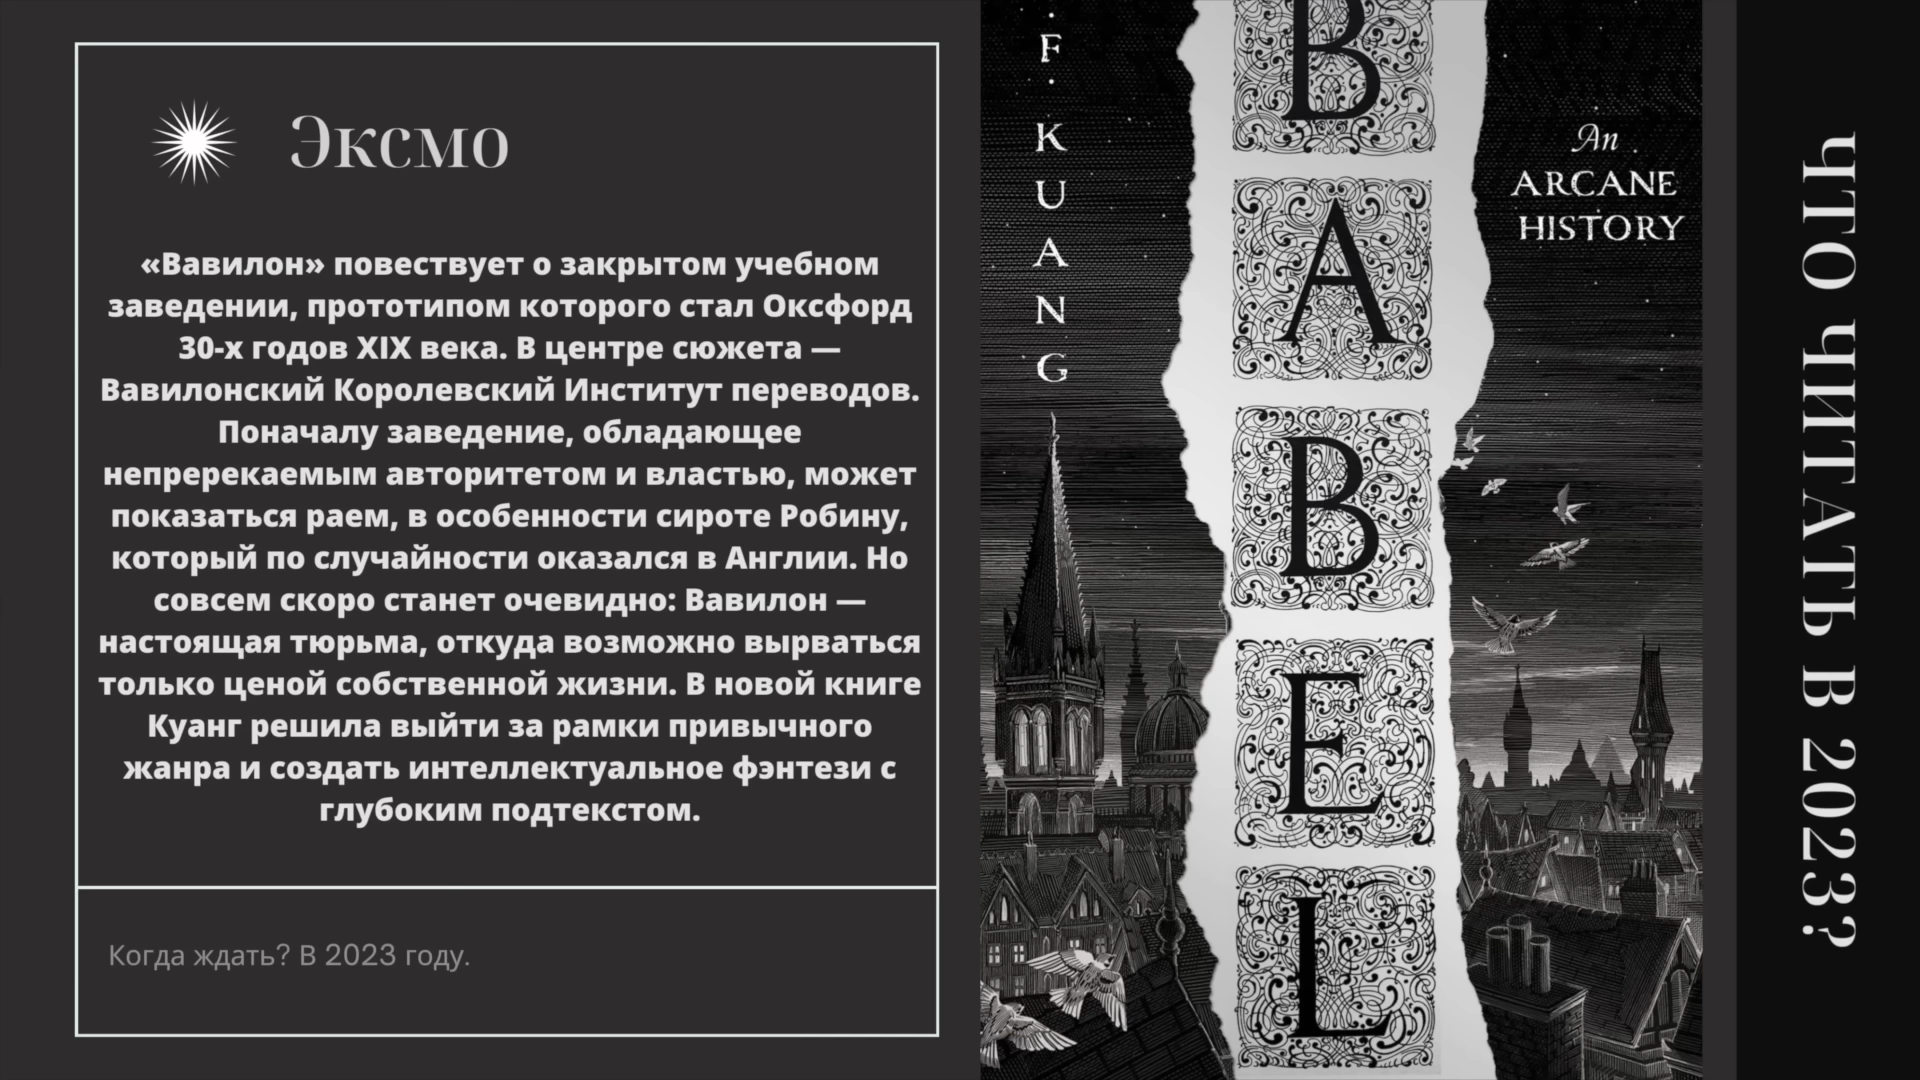 Эксмо
«Вавилон» повествует о закрытом учебном
заведении, прототипом которого стал Оксфорд
30-х годов XIX века. В центре сюжета —
Вавилонский Королевский Институт переводов.
Поначалу заведение, обладающее
непререкаемым авторитетом и властью, может
показаться раем, в особенности сироте Робину,
который по случайности оказался в Англии. Но
совсем скоро станет очевидно: Вавилон —
настоящая тюрьма, откуда возможно вырваться
только ценой собственной жизни. В новой книге
Куанг решила выйти за рамки привычного
жанра и создать интеллектуальное фэнтези с
глубоким подтекстом.
Когда ждать? В 2023 году.
F. KUANG
BABEL
An
ARCANE
HISTORY
ЧТО ЧИТАТЬ В 2023?